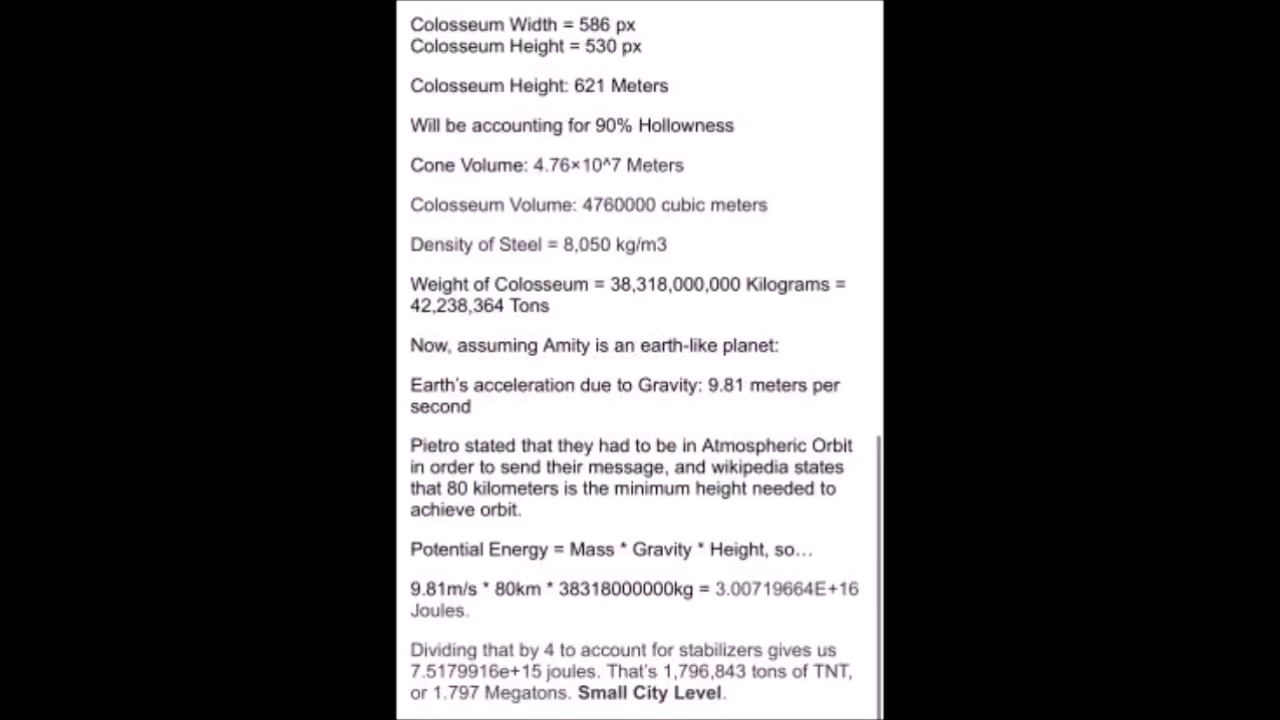 Colosseum Width = 586 px
Colosseum Height = 530 px
Colosseum Height: 621 Meters
Will be accounting for 90% Hollowness
Cone Volume: 4.76×10^7 Meters
Colosseum Volume: 4760000 cubic meters
Density of Steel = 8,050 kg/m3
Weight of Colosseum = 38,318,000,000 Kilograms =
42,238,364 Tons
Now, assuming Amity is an earth-like planet:
Earth's acceleration due to Gravity: 9.81 meters per
second
Pietro stated that they had to be in Atmospheric Orbit
in order to send their message, and wikipedia states
that 80 kilometers is the minimum height needed to
achieve orbit.
Potential Energy = Mass * Gravity * Height, so...
9.81m/s * 80km * 38318000000kg = 3.00719664E+16
Joules.
Dividing that by 4 to account for stabilizers gives us
7.5179916e+15 joules. That's 1,796,843 tons of TNT,
or 1.797 Megatons. Small City Level.